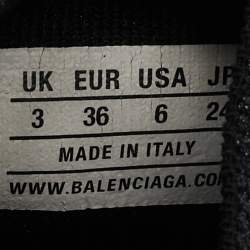 UK EUR USA JP
3 36 6 24
MADE IN ITALY
WWW.BALENCIAGA.COM